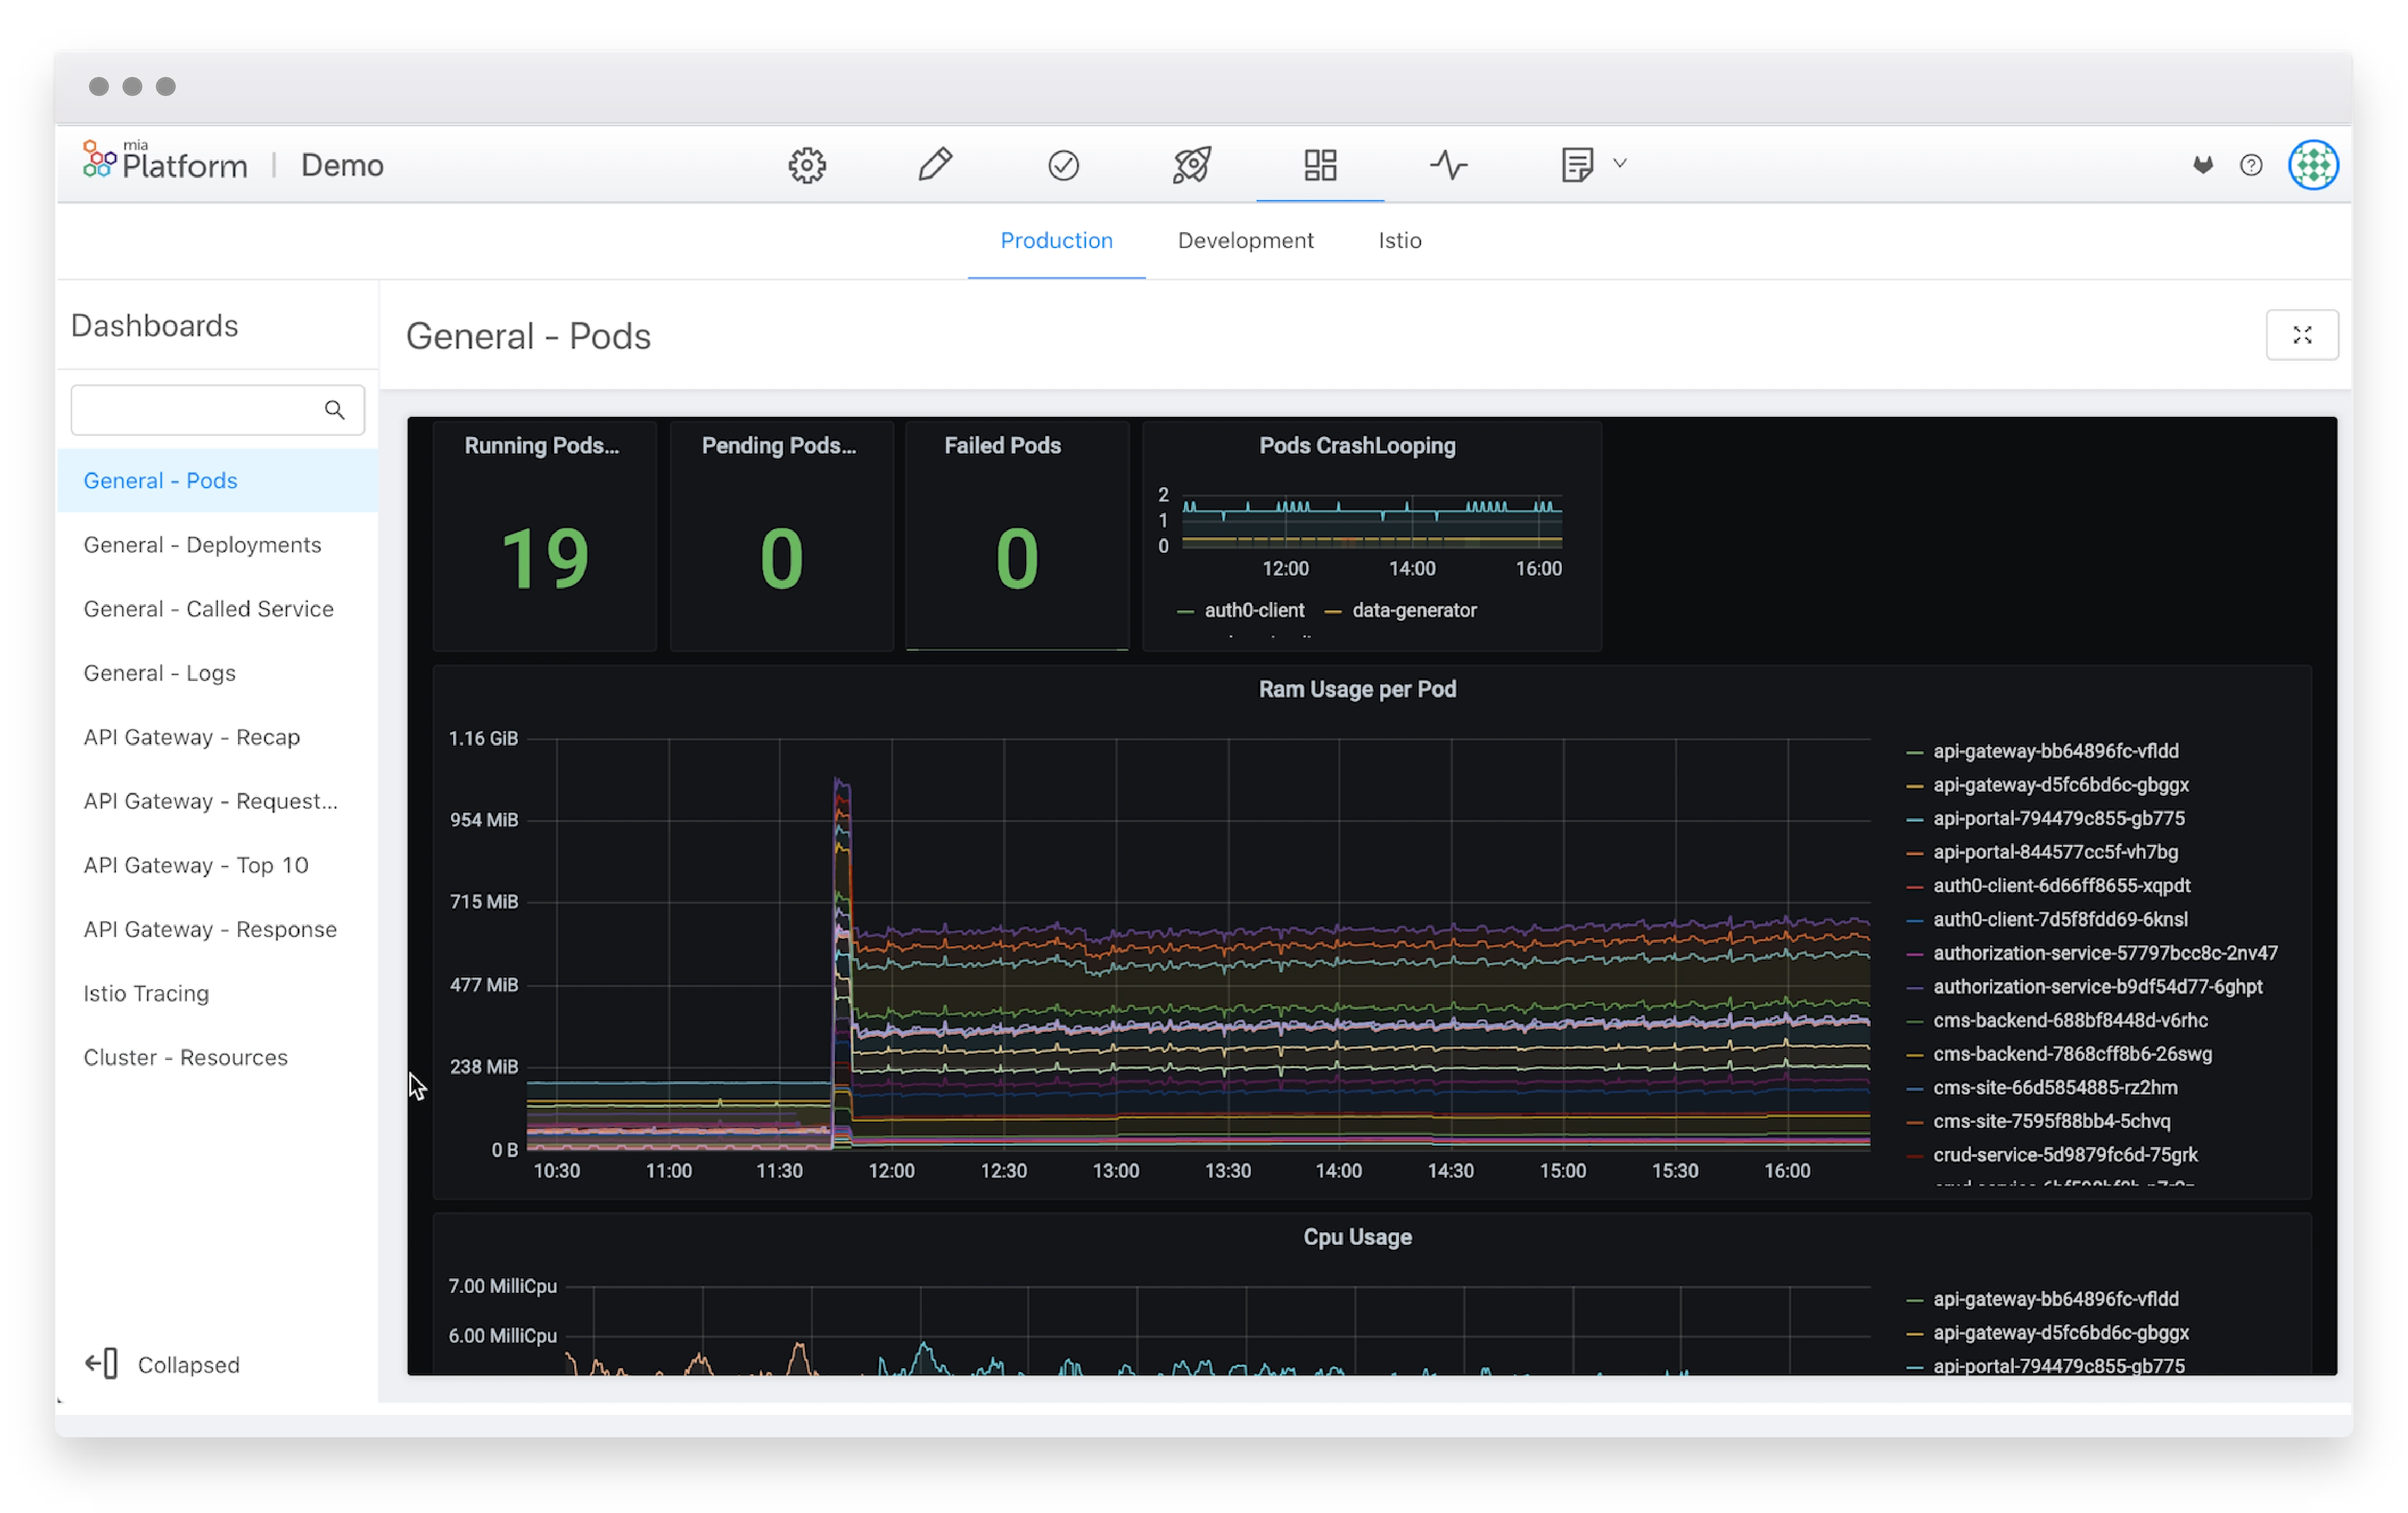 mia
Platform | Demo
Production Development Istio
Dashboards
General - Pods
General - Pods
General - Deployments
General - Called Service
General - Logs
API Gateway - Recap
API Gateway - Request...
API Gateway - Top 10
API Gateway - Response
Istio Tracing
Cluster - Resources
Collapsed
Running Pods...
19
Pending Pods...
0
Failed Pods
0
Pods CrashLooping
2
1
0
12:00 14:00 16:00
auth0-client data-generator
Ram Usage per Pod
1.16 GiB
954 MiB
715 MiB
477 MiB
238 MiB
0 B
10:30 11:00 11:30 12:00 12:30 13:00 13:30 14:00 14:30 15:00 15:30 16:00
api-gateway-bb64896fc-vfldd
api-gateway-d5fc6bd6c-gbggx
api-portal-794479c855-gb775
api-portal-844577cc5f-vh7bg
auth0-client-6d66ff8655-xqpdt
auth0-client-7d5f8fdd69-6knsl
authorization-service-57797bcc8c-2nv47
authorization-service-b9df54d77-6ghpt
cms-backend-688bf8448d-v6rhc
cms-backend-7868cff8b6-26swg
cms-site-66d5854885-rz2hm
cms-site-7595f88bb4-5chvq
crud-service-5d9879fc6d-75grk
Cpu Usage
7.00 MilliCpu
6.00 MilliCpu
api-gateway-bb64896fc-vfldd
api-gateway-d5fc6bd6c-gbggx
api-portal-794479c855-gb775